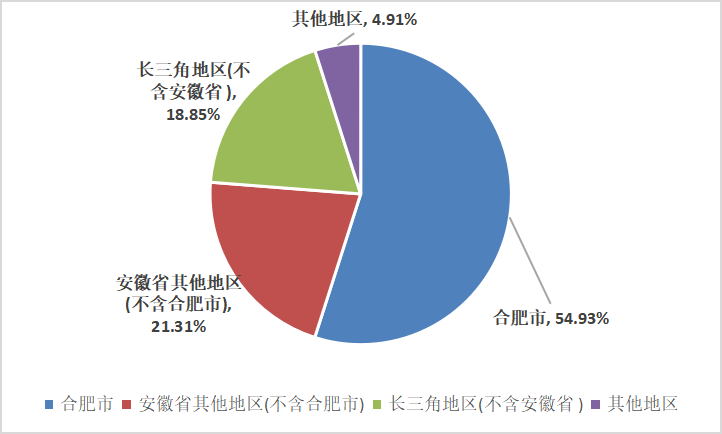 其他地区, 4.91%
长三角地区(不
含安徽省 ),
18.85%
安徽省其他地区
(不含合肥市),
21.31%
合肥市, 54.93%
合肥市 安徽省其他地区(不含合肥市) 长三角地区(不含安徽省 ) 其他地区